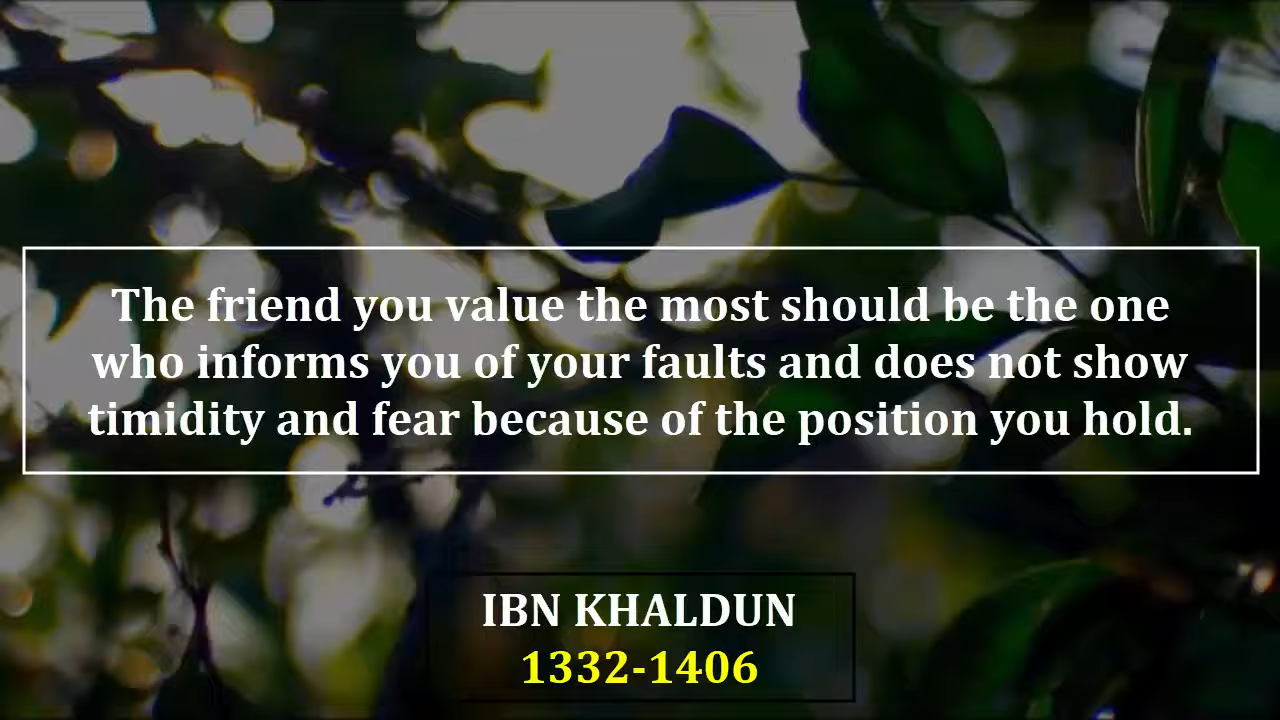 The friend you value the most should be the one
who informs you of your faults and does not show
timidity and fear because of the position you hold.
IBN KHALDUN
1332-1406